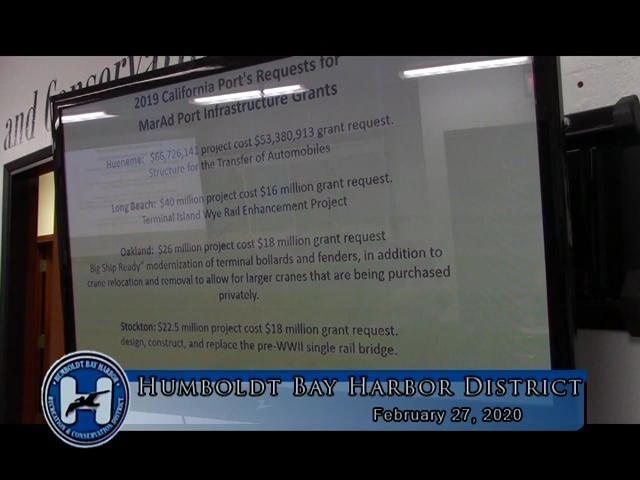 and Conservati
2019 California Port's Requests for
MarAd Port Infrastructure Grants
Hueneme: $66,726,141 project cost $53,380,913 grant request.
Structure for the Transfer of Automobiles
Long Beach: $40 million project cost $16 million grant request.
Terminal Island Wye Rail Enhancement Project
Oakland: $26 million project cost $18 million grant request
Big Ship Ready" modernization of terminal bollards and fenders, in addition to
crane relocation and removal to allow for larger cranes that are being purchased
privately.
Stockton: $22.5 million project cost $18 million grant request.
design, construct, and replace the pre-WWII single rail bridge.
HUMBOLDT BAY HARBOR
RECREATION & CONSERVATION DISTRICT
H
Humboldt Bay Harbor District
February 27, 2020